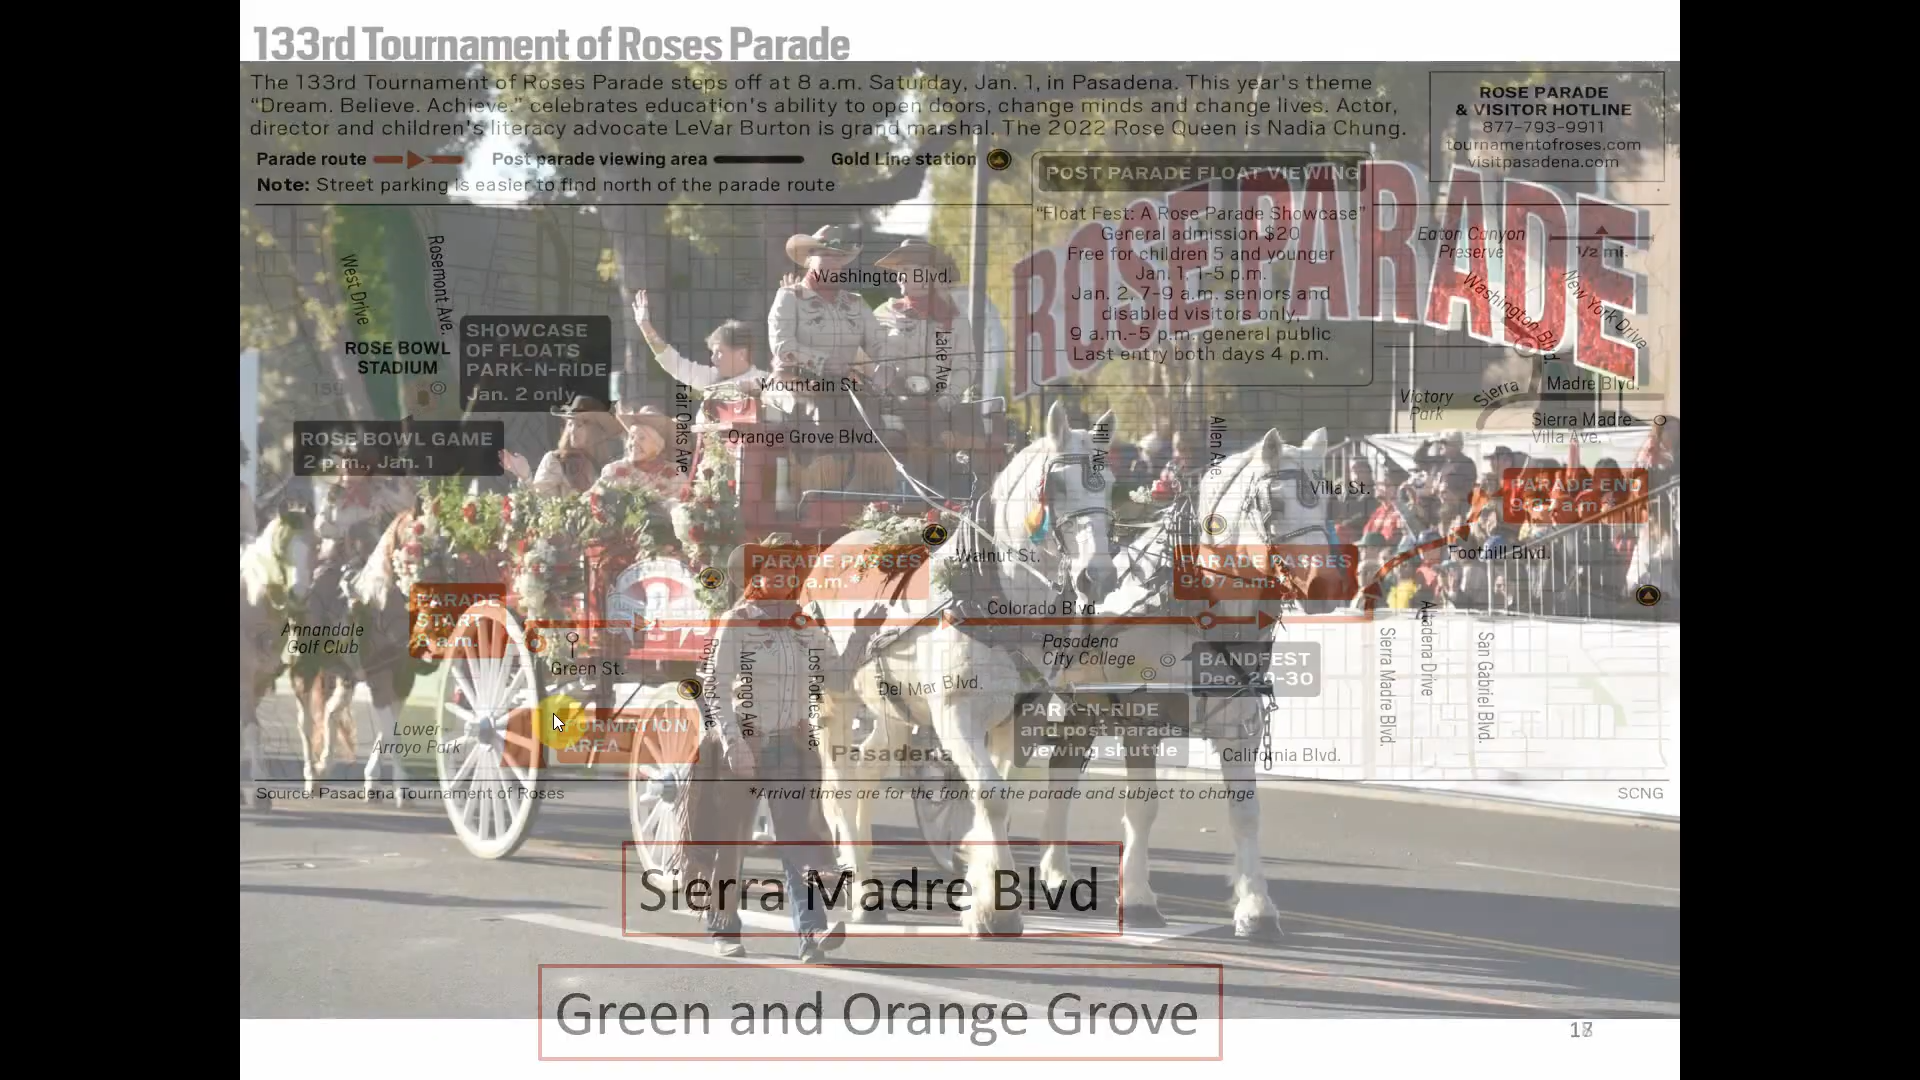 133rd Tournament of Roses Parade
The 133rd Tournament of Roses Parade steps off at 8 a.m. Saturday, Jan. 1, in Pasadena. This year's theme
“Dream. Believe. Achieve.” celebrates education's ability to open doors, change minds and change lives. Actor,
director and children's literacy advocate LeVar Burton is grand marshal. The 2022 Rose Queen is Nadia Chung.
ROSE PARADE
& VISITOR HOTLINE
877-793-9911
tournamentofroses.com
visitpasadena.com
Parade route
Post parade viewing area
Gold Line station
Note: Street parking is easier to find north of the parade route
POST PARADE FLOAT VIEWING
“Float Fest: A Rose Parade Showcase”
General admission $20
Free for children 5 and younger
Jan. 1, 1-5 p.m.
Jan. 2, 7-9 a.m. seniors and
disabled visitors only,
9 a.m.-5 p.m. general public
Last entry both days 4 p.m.
ROSE PARADE
Eaton Canyon
Preserve
1/2 mi.
West Drive
Rosemont Ave.
Washington Blvd.
Washington Blvd.
New York Drive
Lake Ave.
ROSE BOWL
STADIUM
SHOWCASE
OF FLOATS
PARK-N-RIDE
Jan. 2 only
Mountain St.
Fair Oaks Ave.
Victory
Park
Sierra
Madre Blvd.
Sierra Madre
Villa Ave.
ROSE BOWL GAME
2 p.m., Jan. 1
Orange Grove Blvd.
Hill Ave.
Allen Ave.
Villa St.
PARADE END
9:37 a.m.*
PARADE PASSES
8:30 a.m.*
Walnut St.
PARADE PASSES
9:07 a.m.*
Foothill Blvd.
PARADE
START
8 a.m.
Colorado Blvd.
Annandale
Golf Club
Green St.
Pasadena
City College
BANDFEST
Dec. 29-30
Raymond Ave.
Marengo Ave.
Los Robles Ave.
Del Mar Blvd.
Sierra Madre Blvd.
Altadena Drive
San Gabriel Blvd.
Lower
Arroyo Park
FORMATION
AREA
Pasadena
PARK-N-RIDE
and post parade
viewing shuttle
California Blvd.
Source: Pasadena Tournament of Roses
*Arrival times are for the front of the parade and subject to change
SCNG
Sierra Madre Blvd
Green and Orange Grove